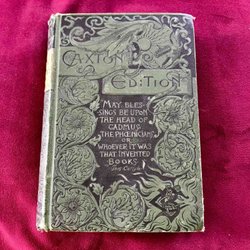 CAXTON
EDITION
MAY BLES-
SINGS BE UPON
THE HEAD OF
CADMUS
THE PHŒNICIANS
OR
WHOEVER IT WAS
THAT INVENTED
BOOKS